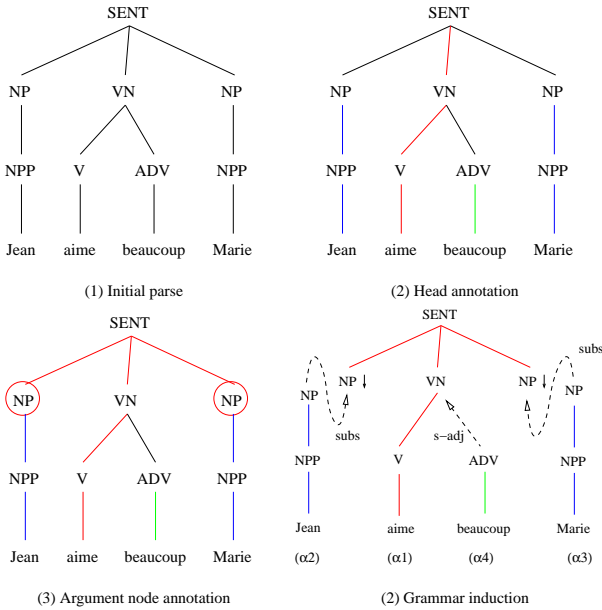 SENT
NP VN NP
NPP V ADV NPP
Jean aime beaucoup Marie
(1) Initial parse
SENT
NP VN NP
NPP V ADV NPP
Jean aime beaucoup Marie
(2) Head annotation
SENT
NP VN NP
NPP V ADV NPP
Jean aime beaucoup Marie
(3) Argument node annotation
SENT
subs
NP NP VN NP NP
subs s-adj
NPP V ADV NPP
Jean aime beaucoup Marie
(α2) (α1) (α4) (α3)
(2) Grammar induction